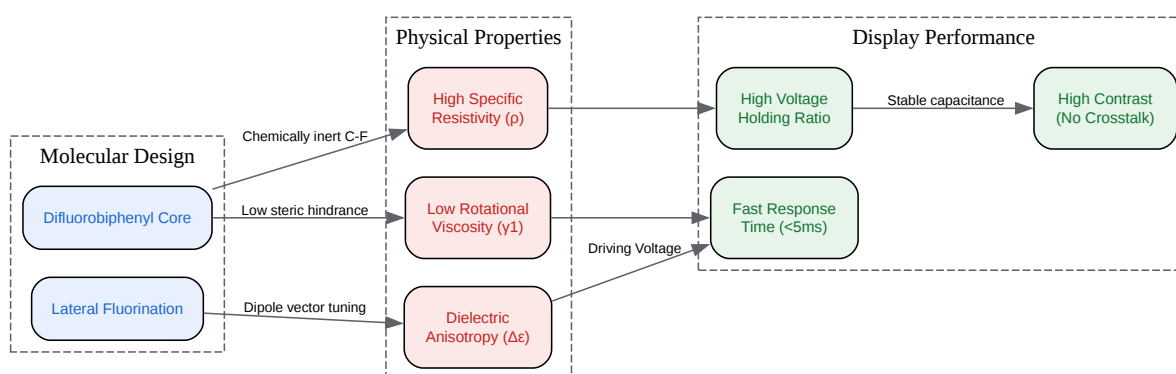 Molecular Design
Difluorobiphenyl Core
Lateral Fluorination
Chemically inert C-F
Low steric hindrance
Dipole vector tuning
Physical Properties
High Specific
Resistivity (ρ)
Low Rotational
Viscosity (γ1)
Dielectric
Anisotropy (Δε)
Driving Voltage
Display Performance
High Voltage
Holding Ratio
Stable capacitance
High Contrast
(No Crosstalk)
Fast Response
Time (<5ms)